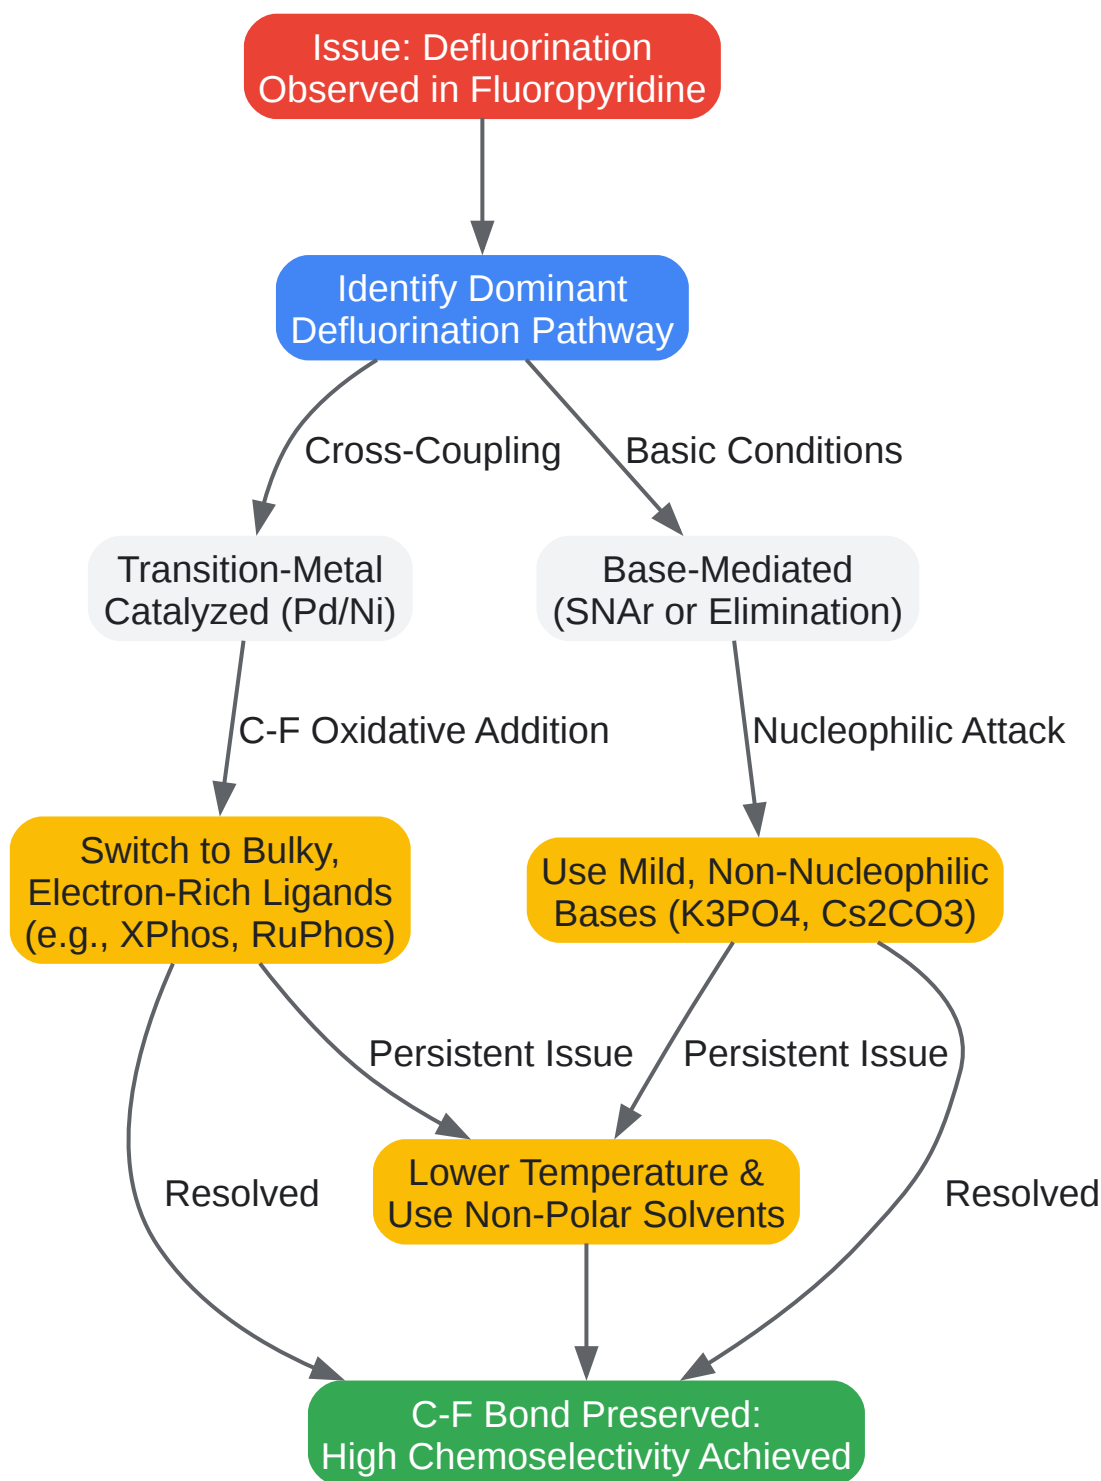 Issue: Defluorination
Observed in Fluoropyridine
Identify Dominant
Defluorination Pathway
Cross-Coupling
Basic Conditions
Transition-Metal
Catalyzed (Pd/Ni)
Base-Mediated
(SNAr or Elimination)
C-F Oxidative Addition
Nucleophilic Attack
Switch to Bulky,
Electron-Rich Ligands
(e.g., XPhos, RuPhos)
Use Mild, Non-Nucleophilic
Bases (K3PO4, Cs2CO3)
Persistent Issue
Persistent Issue
Lower Temperature &
Use Non-Polar Solvents
Resolved
Resolved
C-F Bond Preserved:
High Chemoselectivity Achieved